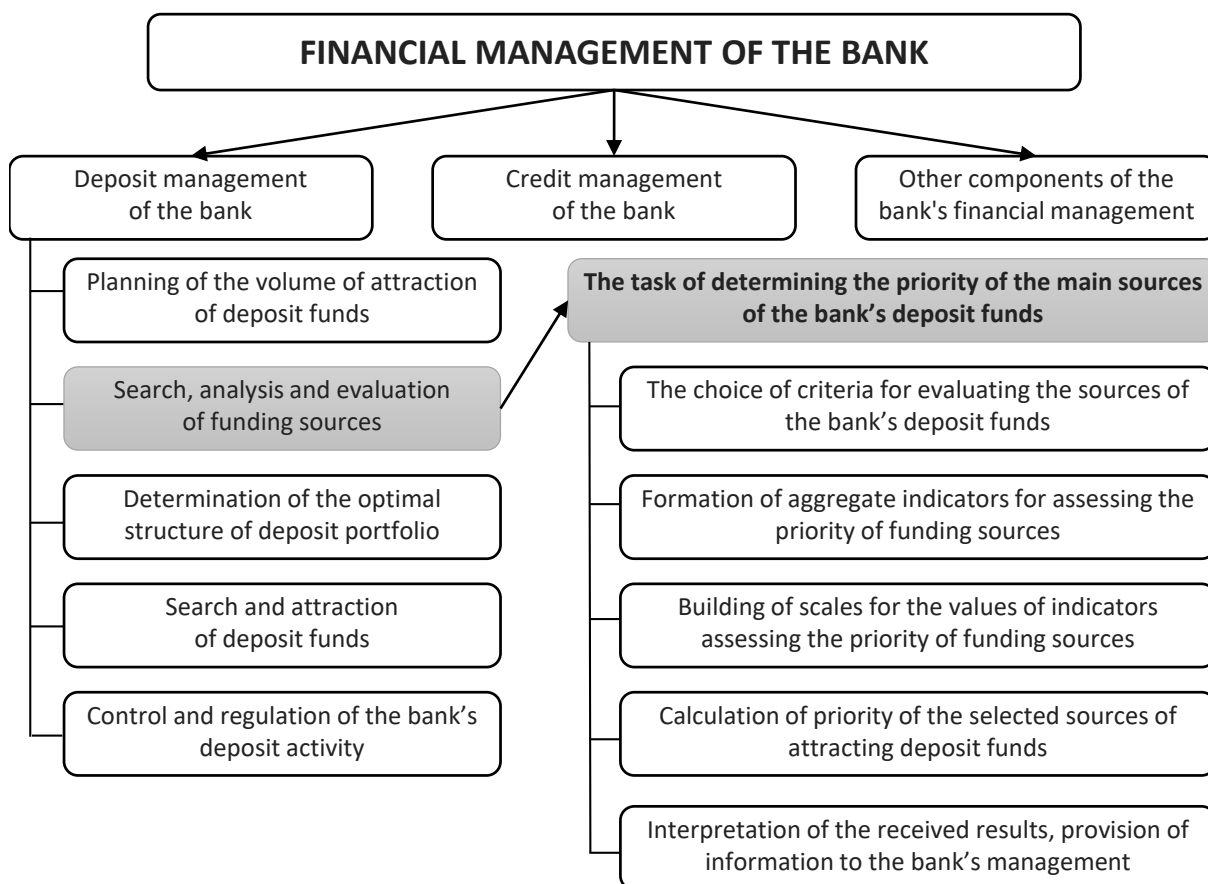 FINANCIAL MANAGEMENT OF THE BANK
Deposit management
of the bank
Credit management
of the bank
Other components of the
bank's financial management
Planning of the volume of attraction
of deposit funds
Search, analysis and evaluation
of funding sources
Determination of the optimal
structure of deposit portfolio
Search and attraction
of deposit funds
Control and regulation of the bank’s
deposit activity
The task of determining the priority of the main sources
of the bank’s deposit funds
The choice of criteria for evaluating the sources of
the bank’s deposit funds
Formation of aggregate indicators for assessing the
priority of funding sources
Building of scales for the values of indicators
assessing the priority of funding sources
Calculation of priority of the selected sources of
attracting deposit funds
Interpretation of the received results, provision of
information to the bank’s management